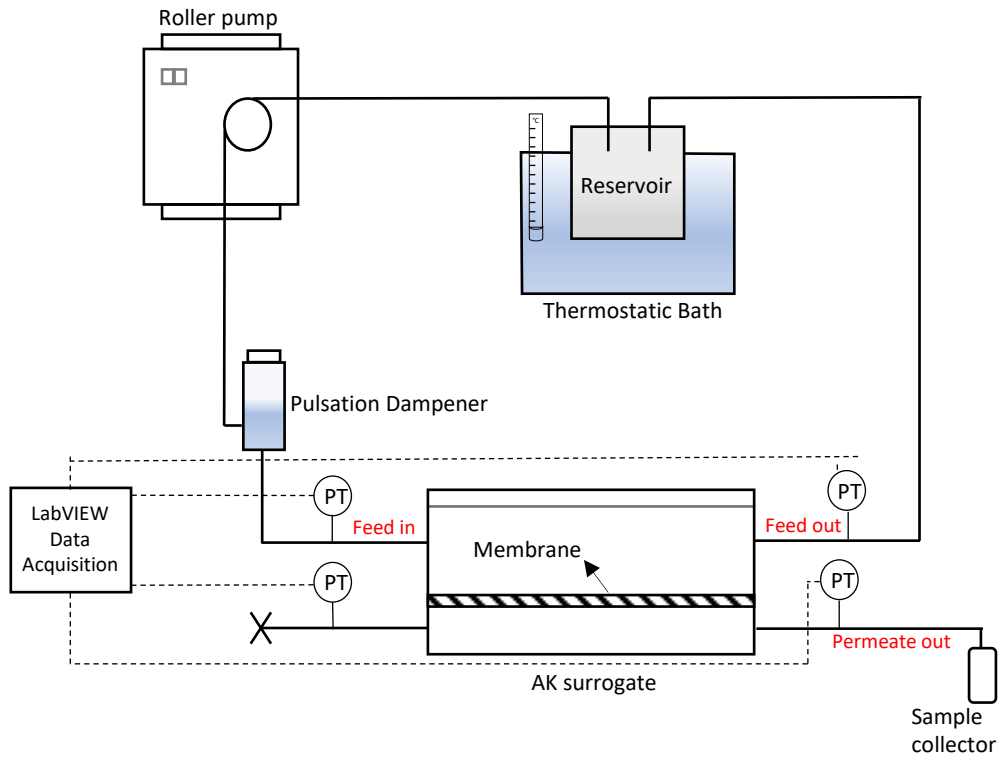 Roller pump
°C
Reservoir
Thermostatic Bath
Pulsation Dampener
PT
PT
LabVIEW
Data
Acquisition
Feed in
Feed out
Membrane
PT
PT
Permeate out
AK surrogate
Sample
collector